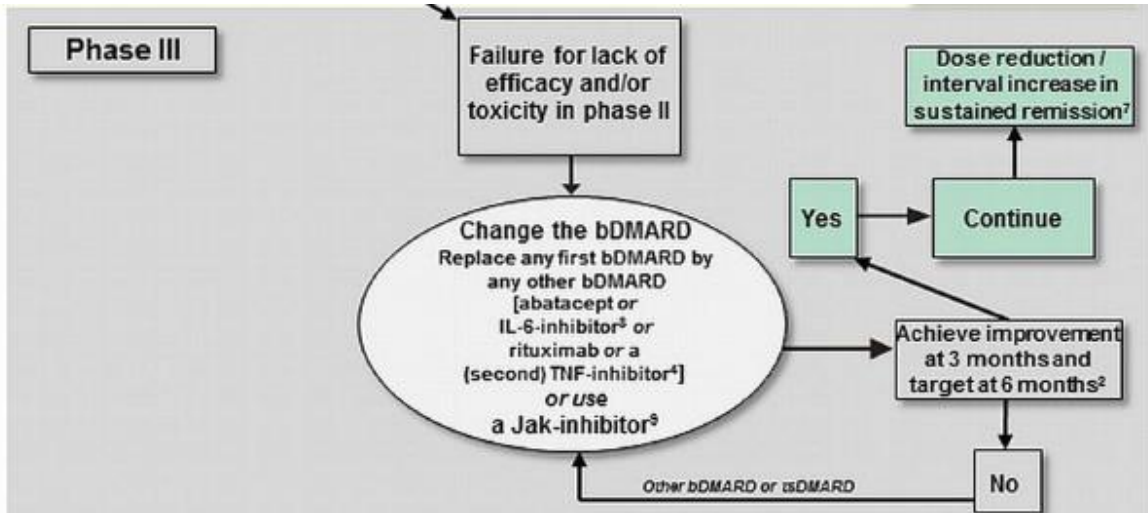 Phase III
Failure for lack of
efficacy and/or
toxicity in phase II
Dose reduction /
interval increase in
sustained remission⁷
Yes
Continue
Change the bDMARD
Replace any first bDMARD by
any other bDMARD
[abatacept or
IL-6-inhibitor⁸ or
rituximab or a
(second) TNF-inhibitor⁴]
or use
a Jak-inhibitor⁹
Achieve improvement
at 3 months and
target at 6 months²
No
Other bDMARD or tsDMARD